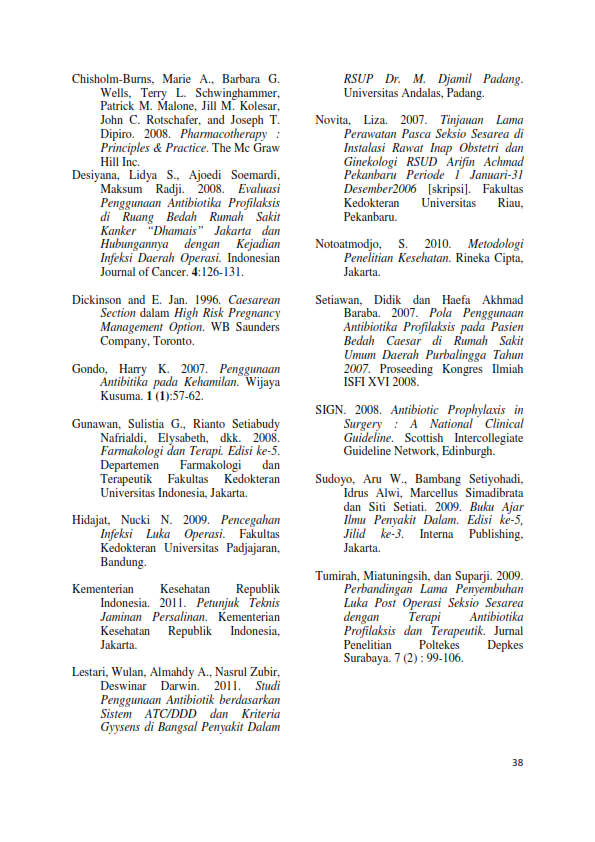 Chisholm-Burns, Marie A., Barbara G.
Wells, Terry L. Schwinghammer,
Patrick M. Malone, Jill M. Kolesar,
John C. Rotschafer, and Joseph T.
Dipiro. 2008. Pharmacotherapy :
Principles & Practice. The Mc Graw
Hill Inc.
Desiyana, Lidya S., Ajoedi Soemardi,
Maksum Radji. 2008. Evaluasi
Penggunaan Antibiotika Profilaksis
di Ruang Bedah Rumah Sakit
Kanker “Dhamais” Jakarta dan
Hubungannya dengan Kejadian
Infeksi Daerah Operasi. Indonesian
Journal of Cancer. 4:126-131.
Dickinson and E. Jan. 1996. Caesarean
Section dalam High Risk Pregnancy
Management Option. WB Saunders
Company, Toronto.
Gondo, Harry K. 2007. Penggunaan
Antibitika pada Kehamilan. Wijaya
Kusuma. 1 (1):57-62.
Gunawan, Sulistia G., Rianto Setiabudy
Nafrialdi, Elysabeth, dkk. 2008.
Farmakologi dan Terapi. Edisi ke-5.
Departemen Farmakologi dan
Terapeutik Fakultas Kedokteran
Universitas Indonesia, Jakarta.
Hidajat, Nucki N. 2009. Pencegahan
Infeksi Luka Operasi. Fakultas
Kedokteran Universitas Padjajaran,
Bandung.
Kementerian Kesehatan Republik
Indonesia. 2011. Petunjuk Teknis
Jaminan Persalinan. Kementerian
Kesehatan Republik Indonesia,
Jakarta.
Lestari, Wulan, Almahdy A., Nasrul Zubir,
Deswinar Darwin. 2011. Studi
Penggunaan Antibiotik berdasarkan
Sistem ATC/DDD dan Kriteria
Gyysens di Bangsal Penyakit Dalam
RSUP Dr. M. Djamil Padang.
Universitas Andalas, Padang.
Novita, Liza. 2007. Tinjauan Lama
Perawatan Pasca Seksio Sesarea di
Instalasi Rawat Inap Obstetri dan
Ginekologi RSUD Arifin Achmad
Pekanbaru Periode 1 Januari-31
Desember2006 [skripsi]. Fakultas
Kedokteran Universitas Riau,
Pekanbaru.
Notoatmodjo, S. 2010. Metodologi
Penelitian Kesehatan. Rineka Cipta,
Jakarta.
Setiawan, Didik dan Haefa Akhmad
Baraba. 2007. Pola Penggunaan
Antibiotika Profilaksis pada Pasien
Bedah Caesar di Rumah Sakit
Umum Daerah Purbalingga Tahun
2007. Proseeding Kongres Ilmiah
ISFI XVI 2008.
SIGN. 2008. Antibiotic Prophylaxis in
Surgery : A National Clinical
Guideline. Scottish Intercollegiate
Guideline Network, Edinburgh.
Sudoyo, Aru W., Bambang Setiyohadi,
Idrus Alwi, Marcellus Simadibrata
dan Siti Setiati. 2009. Buku Ajar
Ilmu Penyakit Dalam. Edisi ke-5,
Jilid ke-3. Interna Publishing,
Jakarta.
Tumirah, Miatuningsih, dan Suparji. 2009.
Perbandingan Lama Penyembuhan
Luka Post Operasi Seksio Sesarea
dengan Terapi Antibiotika
Profilaksis dan Terapeutik. Jurnal
Penelitian Poltekes Depkes
Surabaya. 7 (2) : 99-106.
38